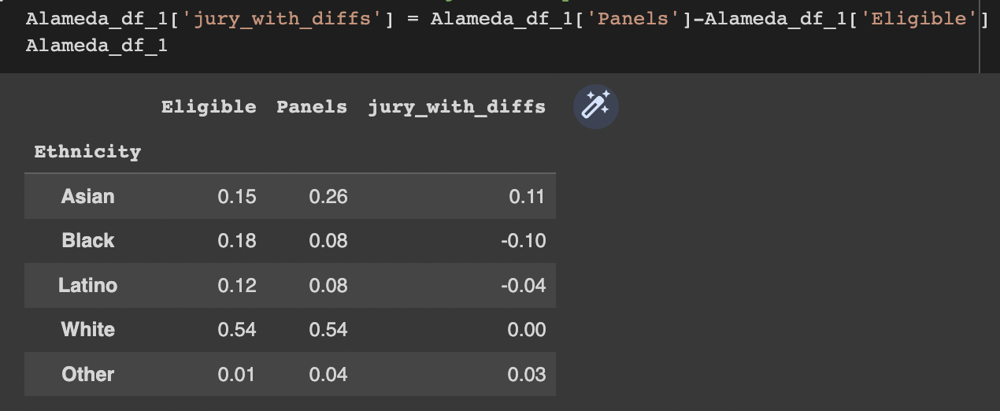 Alameda_df_1['jury_with_diffs'] = Alameda_df_1['Panels']-Alameda_df_1['Eligible']
Alameda_df_1
Eligible Panels jury_with_diffs
Ethnicity
Asian 0.15 0.26 0.11
Black 0.18 0.08 -0.10
Latino 0.12 0.08 -0.04
White 0.54 0.54 0.00
Other 0.01 0.04 0.03